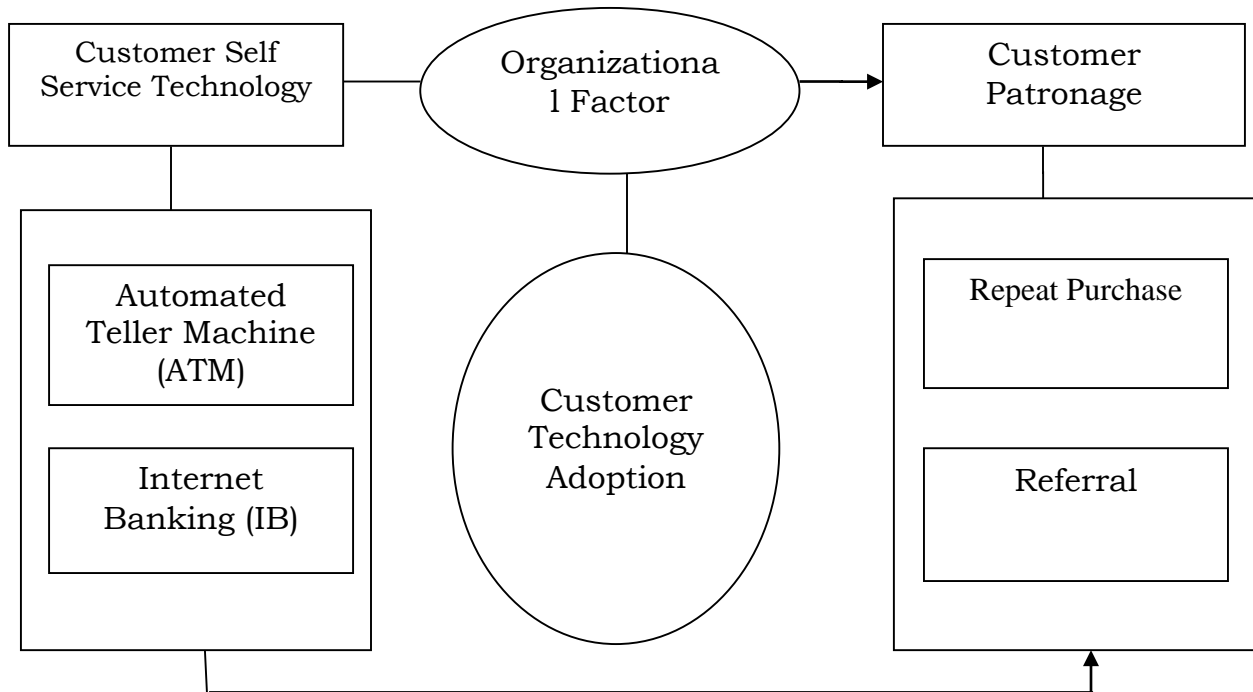 Customer Self
Service Technology
Organizationa
l Factor
Customer
Patronage
Automated
Teller Machine
(ATM)
Internet
Banking (IB)
Customer
Technology
Adoption
Repeat Purchase
Referral